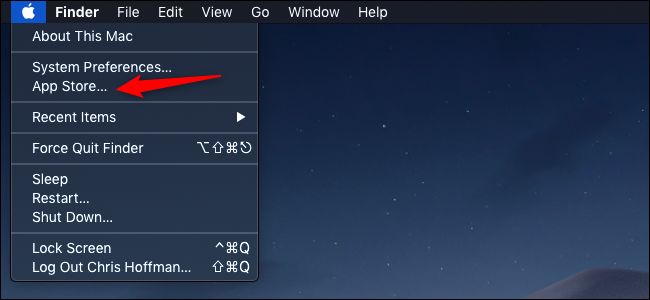 Finder File Edit View Go Window Help
About This Mac
System Preferences...
App Store...
Recent Items ▶
Force Quit Finder ⌥⇧⌘⎋
Sleep
Restart...
Shut Down...
Lock Screen ^⌘Q
Log Out Chris Hoffman... ⇧⌘Q